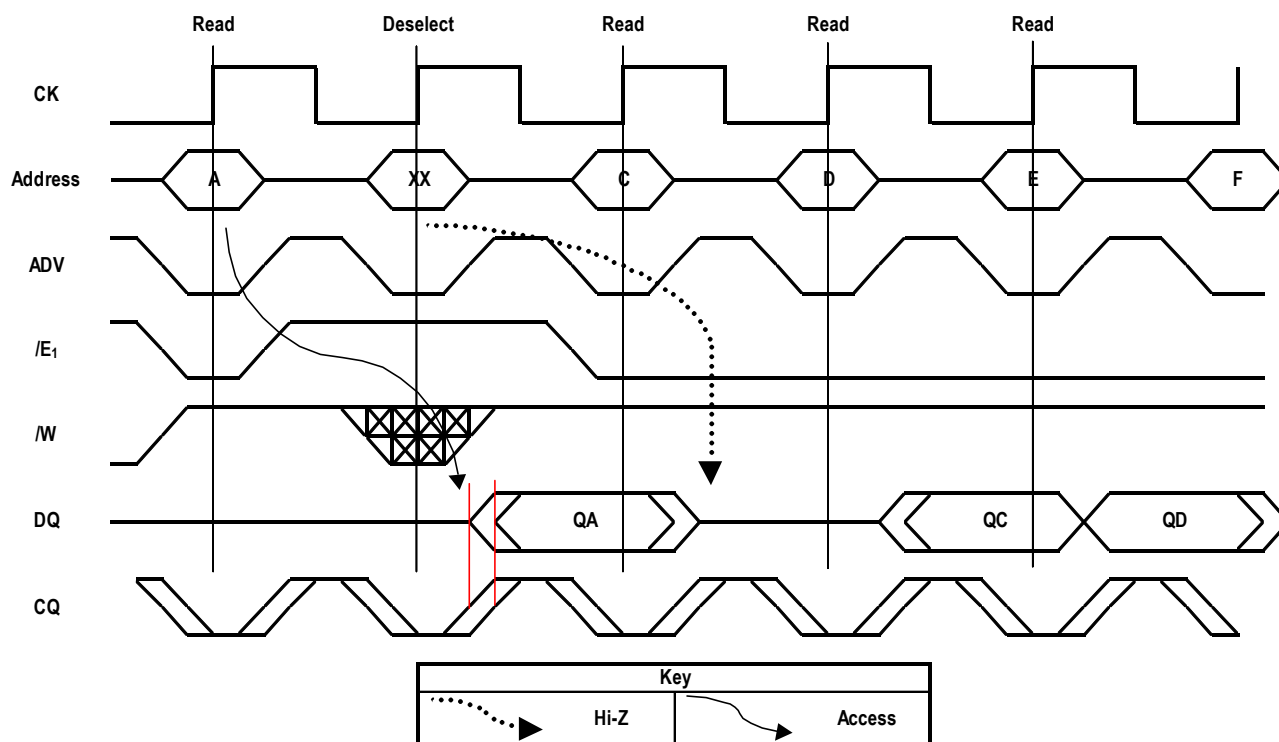 Read Deselect Read Read Read
CK
Address A XX C D E F
ADV
/E1
/W
DQ QA QC QD
CQ
Key
Hi-Z Access